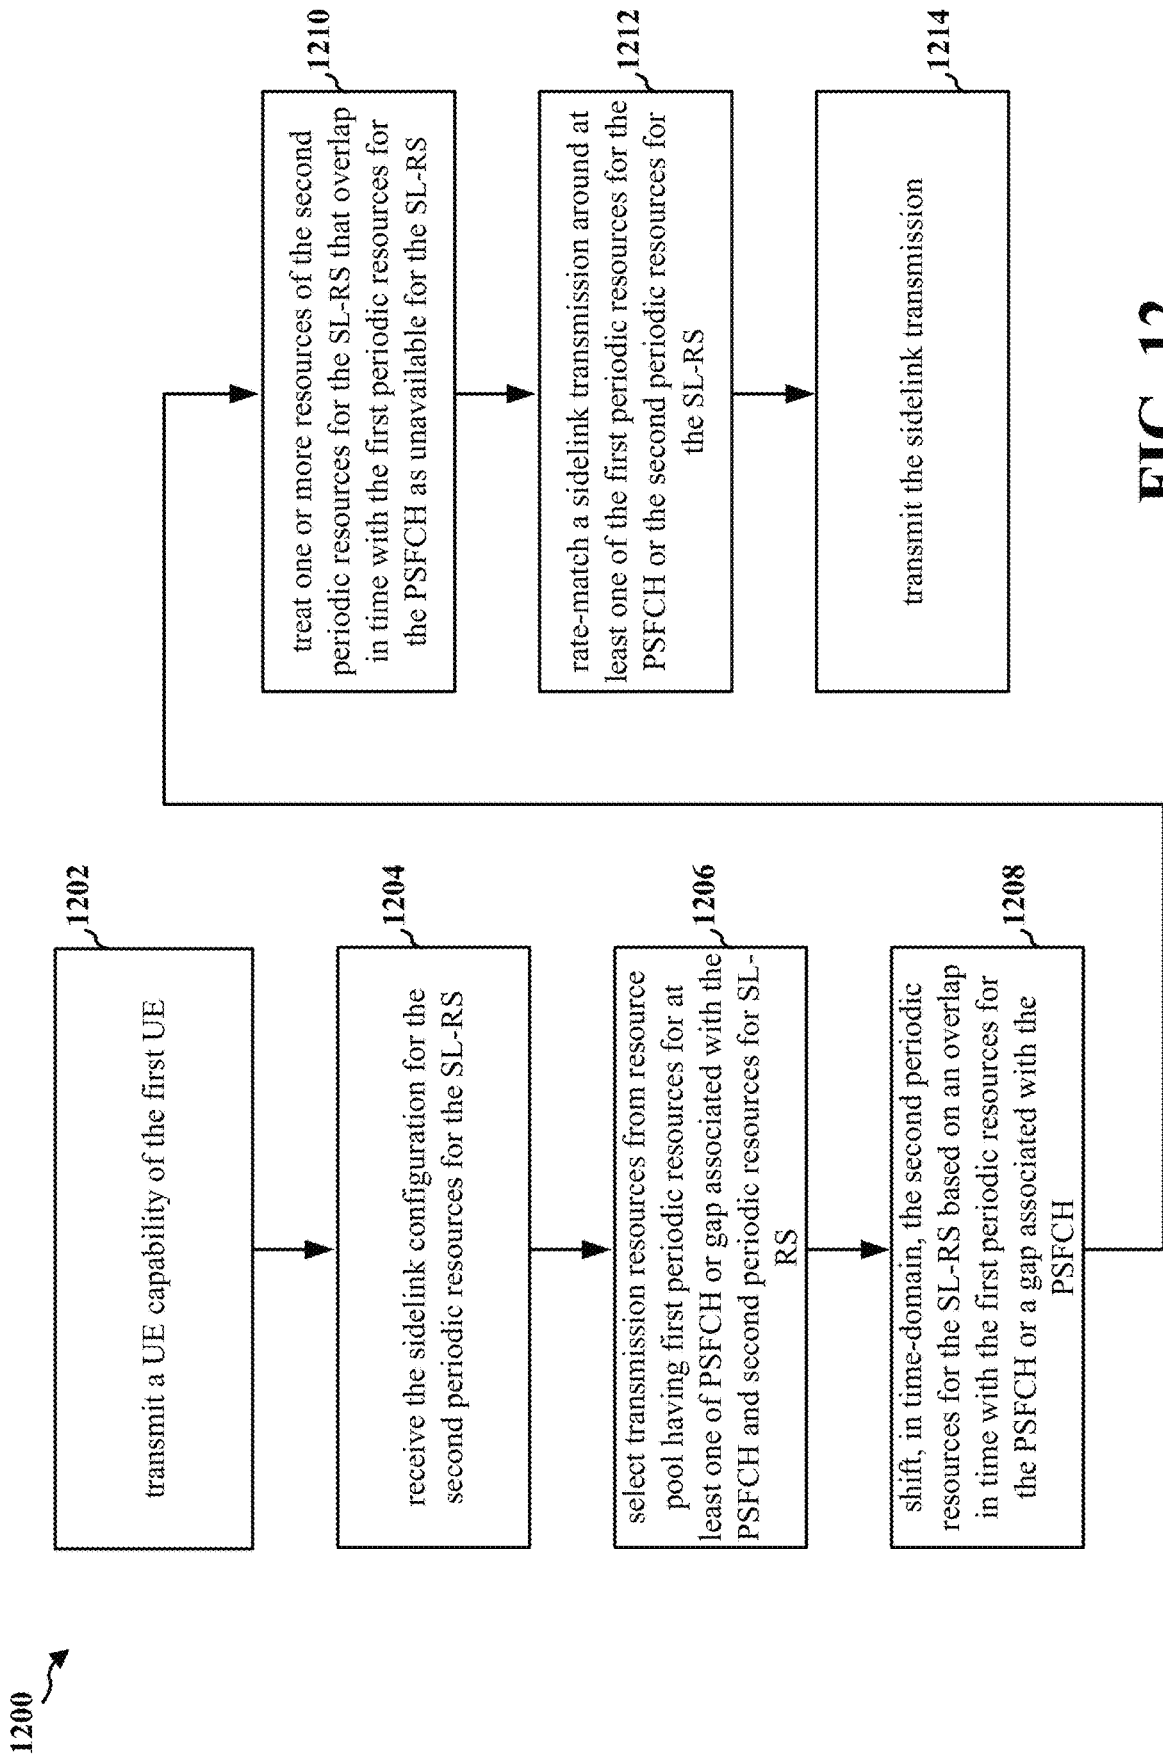 1200
1202
transmit a UE capability of the first UE
1204
receive the sidelink configuration for the
second periodic resources for the SL-RS
1206
select transmission resources from resource
pool having first periodic resources for at
least one of PSFCH or gap associated with the
PSFCH and second periodic resources for SL-
RS
1208
shift, in time-domain, the second periodic
resources for the SL-RS based on an overlap
in time with the first periodic resources for
the PSFCH or a gap associated with the
PSFCH
1210
treat one or more resources of the second
periodic resources for the SL-RS that overlap
in time with the first periodic resources for
the PSFCH as unavailable for the SL-RS
1212
rate-match a sidelink transmission around at
least one of the first periodic resources for the
PSFCH or the second periodic resources for
the SL-RS
1214
transmit the sidelink transmission
FIG. 12